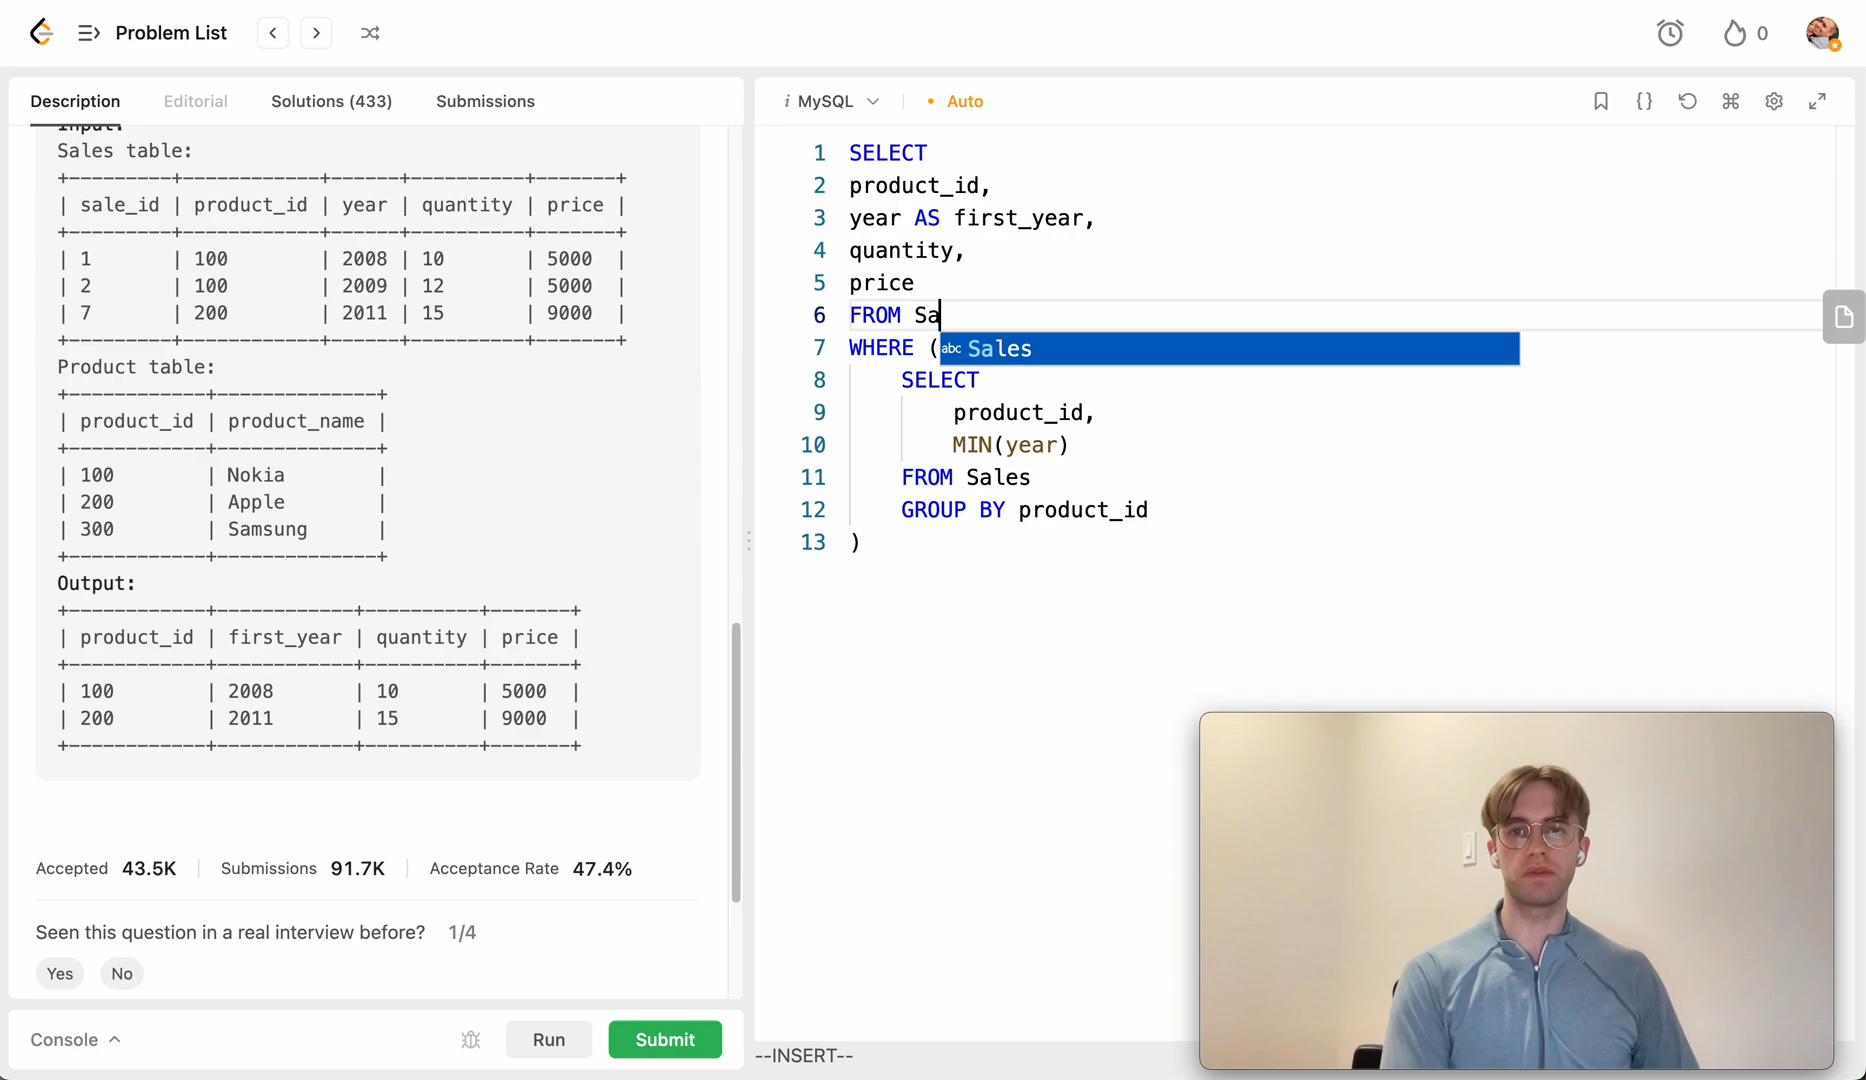 Problem List
0
Description
Editorial
Solutions (433)
Submissions
Input:
Sales table:
+---------+------------+------+----------+-------+
| sale_id | product_id | year | quantity | price |
+---------+------------+------+----------+-------+
| 1 | 100 | 2008 | 10 | 5000 |
| 2 | 100 | 2009 | 12 | 5000 |
| 7 | 200 | 2011 | 15 | 9000 |
+---------+------------+------+----------+-------+
Product table:
+------------+--------------+
| product_id | product_name |
+------------+--------------+
| 100 | Nokia |
| 200 | Apple |
| 300 | Samsung |
+------------+--------------+
Output:
+------------+------------+----------+-------+
| product_id | first_year | quantity | price |
+------------+------------+----------+-------+
| 100 | 2008 | 10 | 5000 |
| 200 | 2011 | 15 | 9000 |
+------------+------------+----------+-------+
Accepted 43.5K
Submissions 91.7K
Acceptance Rate 47.4%
Seen this question in a real interview before? 1/4
Yes
No
Console
Run
Submit
i MySQL
• Auto
{}
1 SELECT
2 product_id,
3 year AS first_year,
4 quantity,
5 price
6 FROM Sa
7 WHERE (
abc Sales
8 SELECT
9 product_id,
10 MIN(year)
11 FROM Sales
12 GROUP BY product_id
13 )
--INSERT--